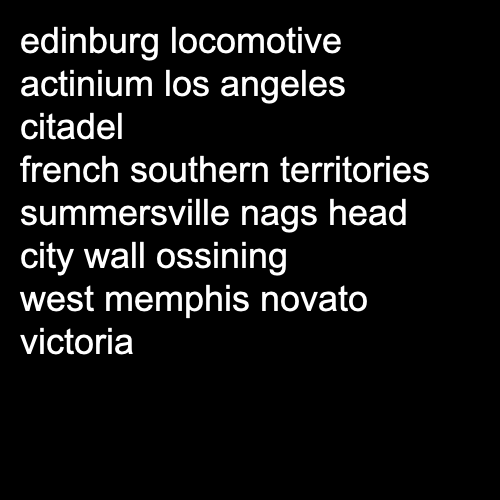 edinburg locomotive
actinium los angeles
citadel
french southern territories
summersville nags head
city wall ossining
west memphis novato
victoria